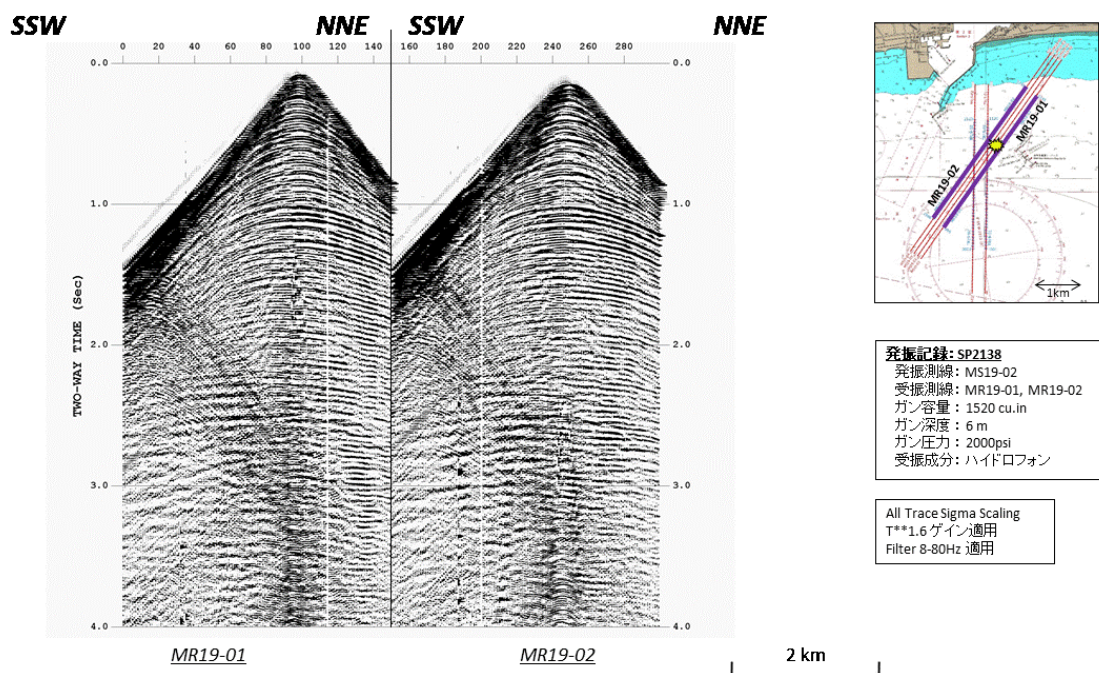 SSW NNE SSW NNE
0 20 40 60 80 100 120 140 160 180 200 220 240 260 280
0.0 0.0
1.0 1.0
2.0 2.0
3.0 3.0
4.0 4.0
TWO-WAY TIME (Sec)
MR19-01 MR19-02
2 km
MR19-01
MR19-02
1km
発振記録: SP2138
発振測線: MS19-02
受振測線: MR19-01, MR19-02
ガン容量: 1520 cu.in
ガン深度: 6 m
ガン圧力: 2000psi
受振成分: ハイドロフォン
All Trace Sigma Scaling
T**1.6 ゲイン適用
Filter 8-80Hz 適用